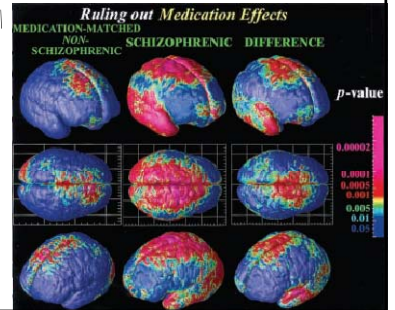 Ruling out Medication Effects
MEDICATION-MATCHED
NON-
SCHIZOPHRENIC
SCHIZOPHRENIC
DIFFERENCE
p-value
0.00002
0.0001
0.0005
0.001
0.005
0.01
0.05